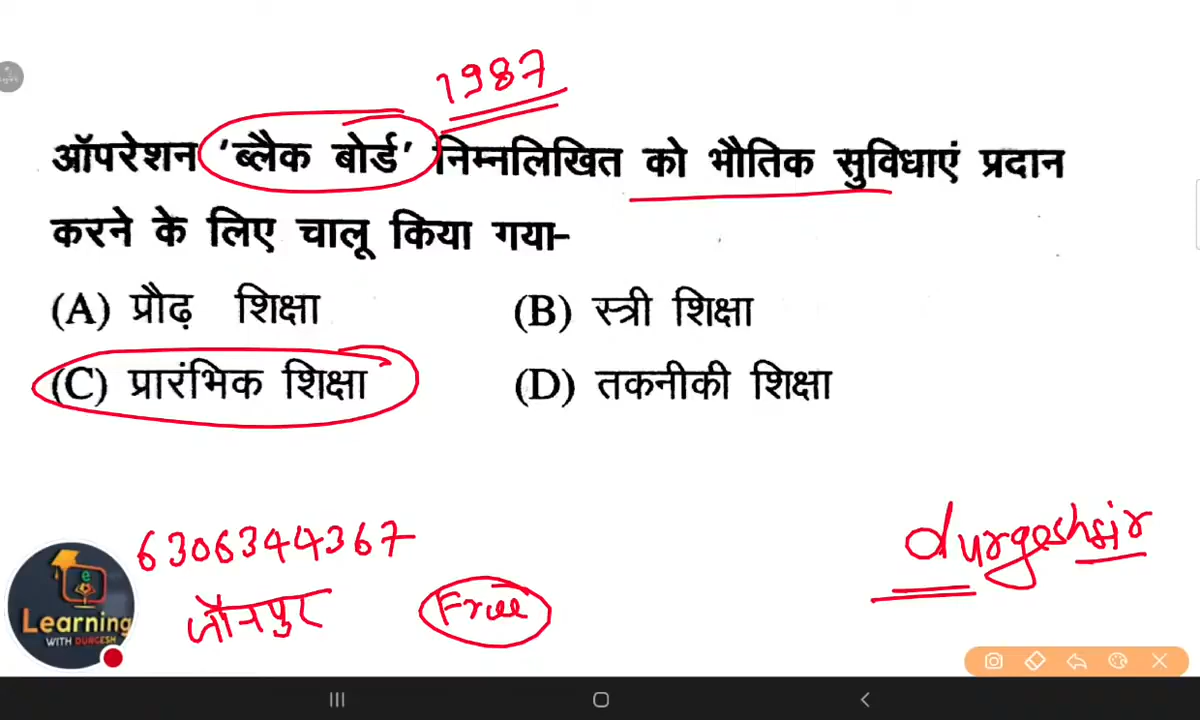 1987
ऑपरेशन 'ब्लैक बोर्ड' निम्नलिखित को भौतिक सुविधाएं प्रदान
करने के लिए चालू किया गया-
(A) प्रौढ़ शिक्षा (B) स्त्री शिक्षा
(C) प्रारंभिक शिक्षा (D) तकनीकी शिक्षा
6306344367
durgeshsir
जौनपुर
Free
e
Learning
WITH DURGESH